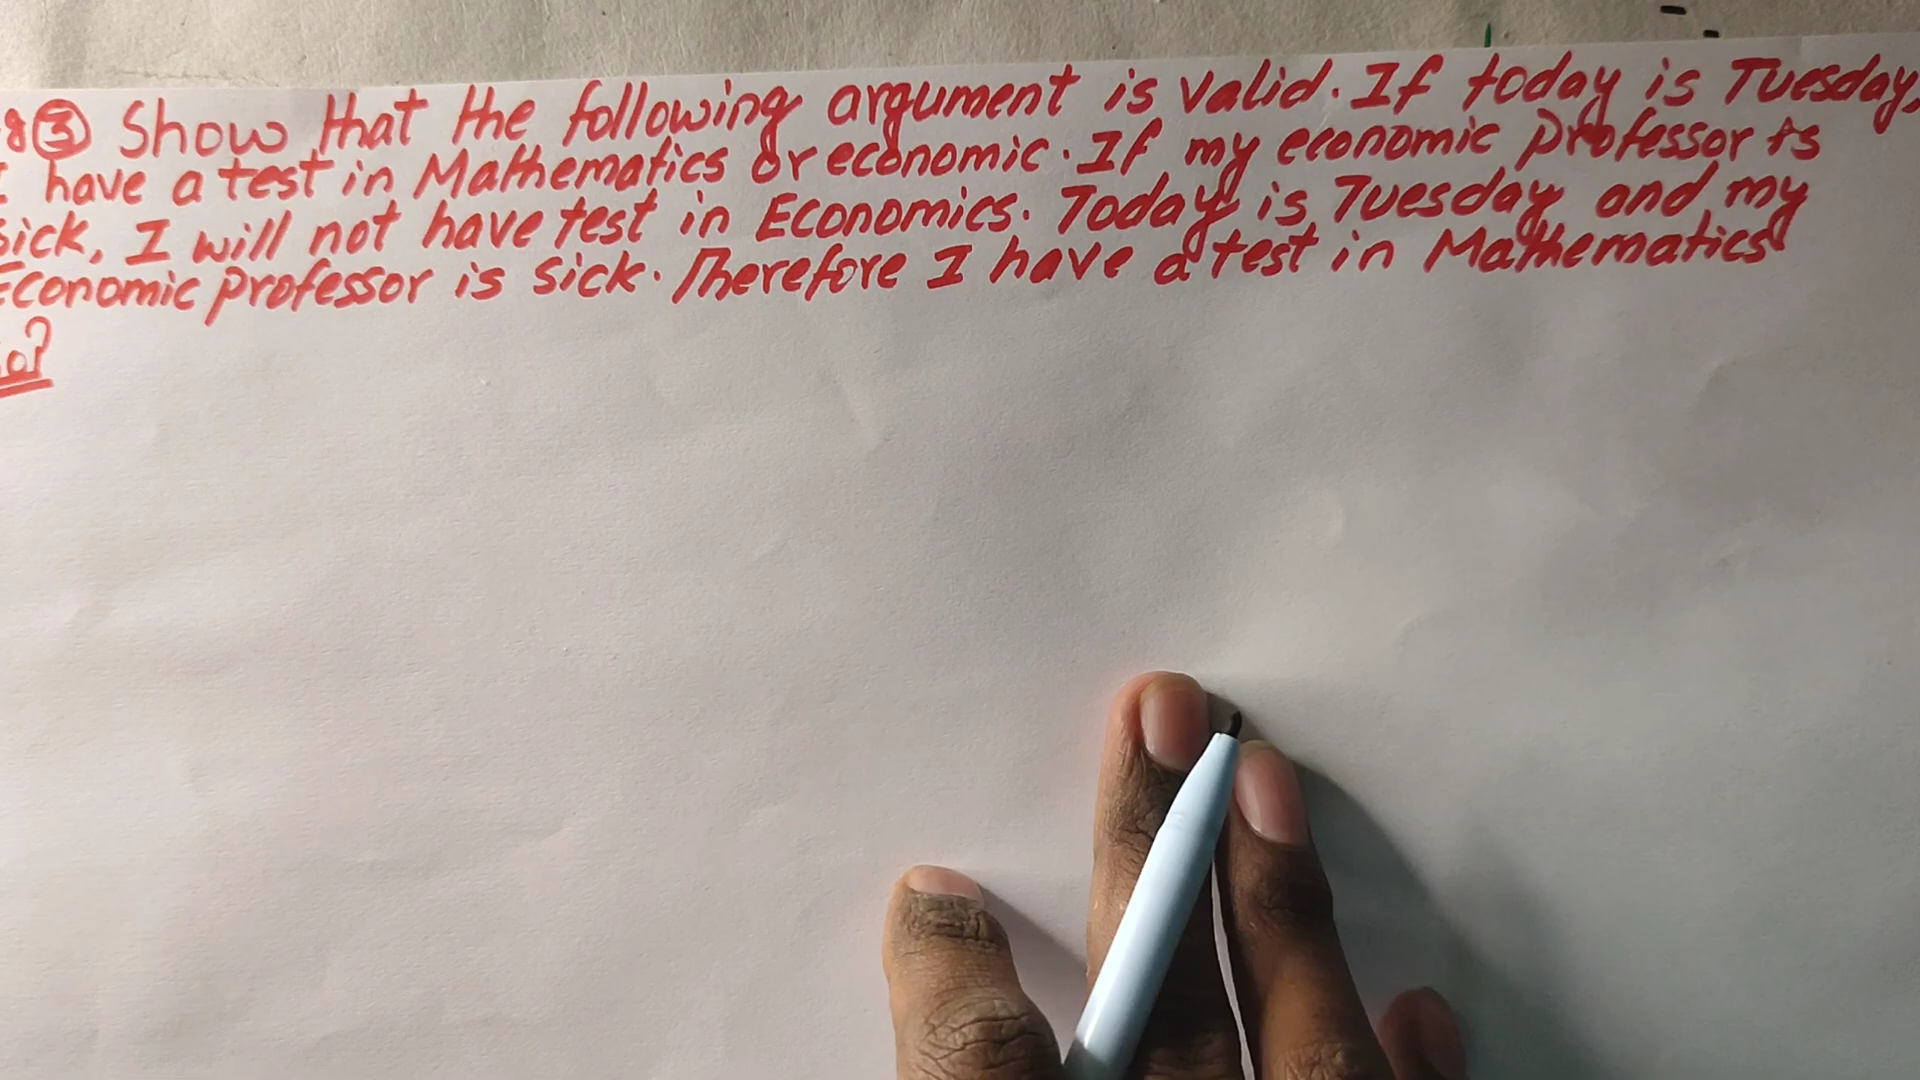 ③ Show that the following argument is valid. If today is Tuesday,
I have a test in Mathematics or economic. If my economic professor is
Sick, I will not have test in Economics. Today is Tuesday and my
Economic professor is sick. Therefore I have a test in Mathematics